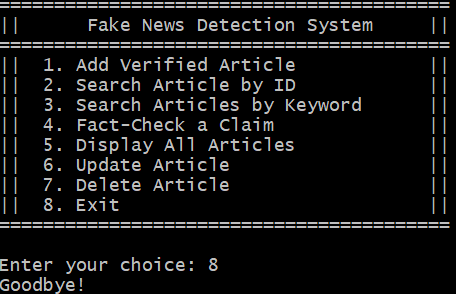 =========================================
||      Fake News Detection System     ||
=========================================
||  1. Add Verified Article            ||
||  2. Search Article by ID            ||
||  3. Search Articles by Keyword      ||
||  4. Fact-Check a Claim              ||
||  5. Display All Articles            ||
||  6. Update Article                  ||
||  7. Delete Article                  ||
||  8. Exit                            ||
=========================================
Enter your choice: 8
Goodbye!